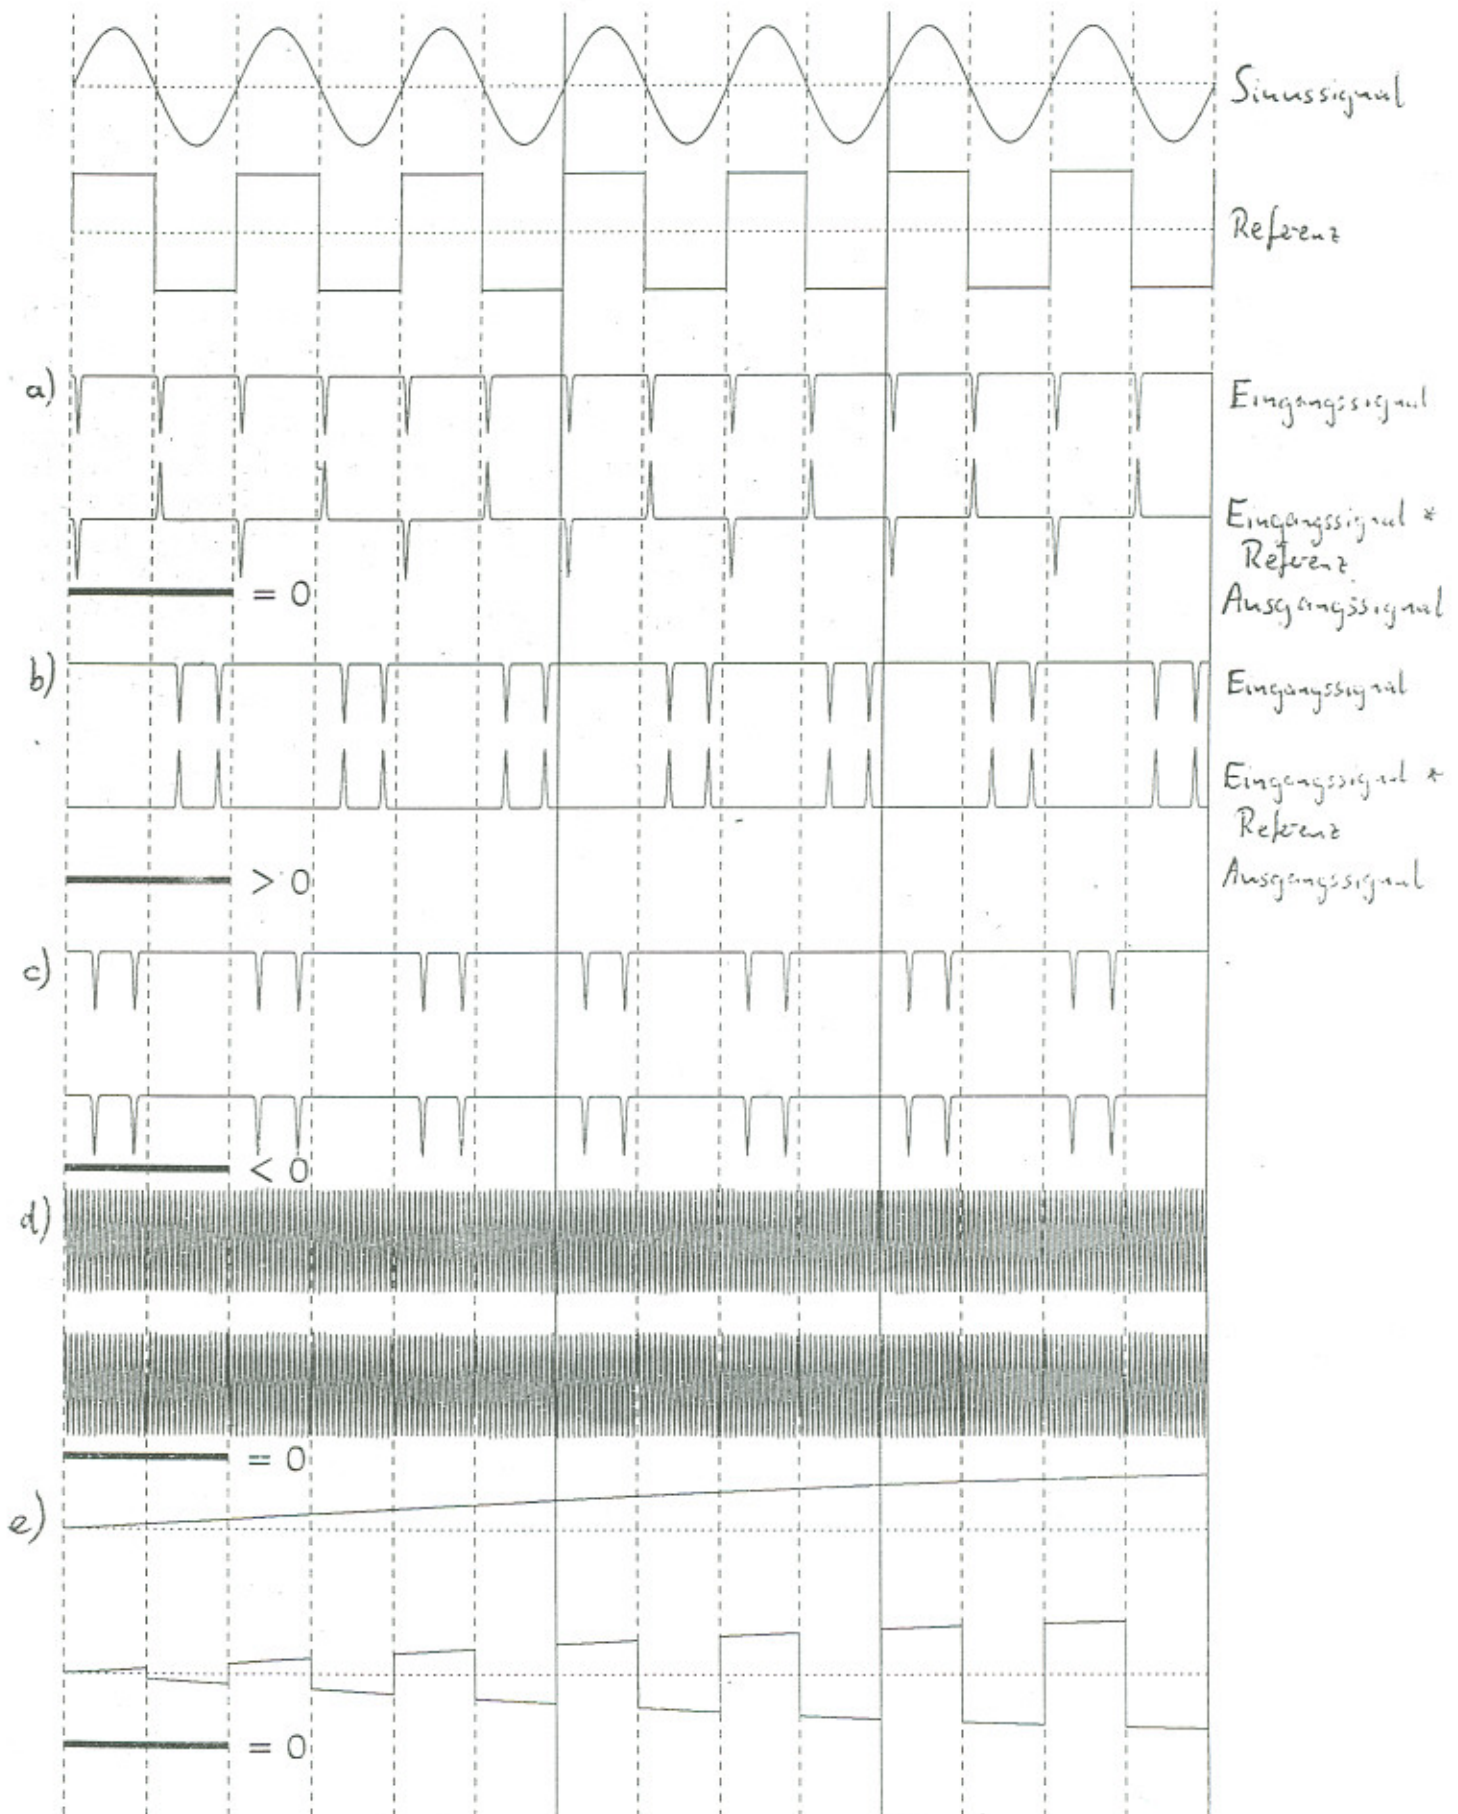 Sinussignal
Referenz
a)
Eingangssignal
Eingangssignal *
Referenz
= 0
Ausgangssignal
b)
Eingangssignal
Eingangssignal *
Referenz
> 0
Ausgangssignal
c)
< 0
d)
= 0
e)
= 0